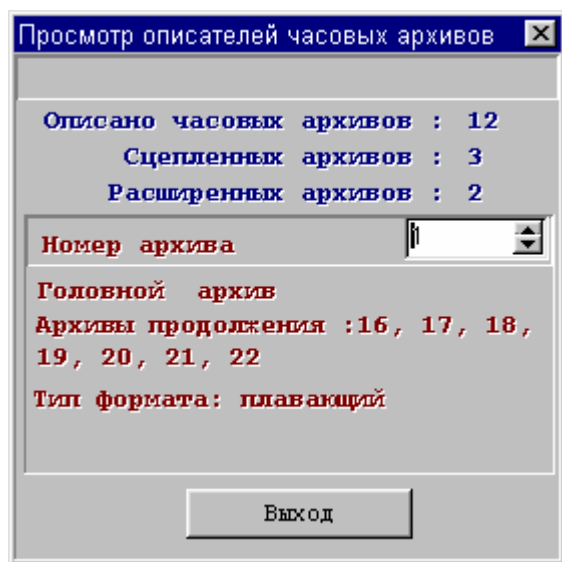 Просмотр описателей часовых архивов
Описано часовых архивов : 12
Сцепленных архивов : 3
Расширенных архивов : 2
Номер архива 1
Головной архив
Архивы продолжения :16, 17, 18,
19, 20, 21, 22
Тип формата: плавающий
Выход